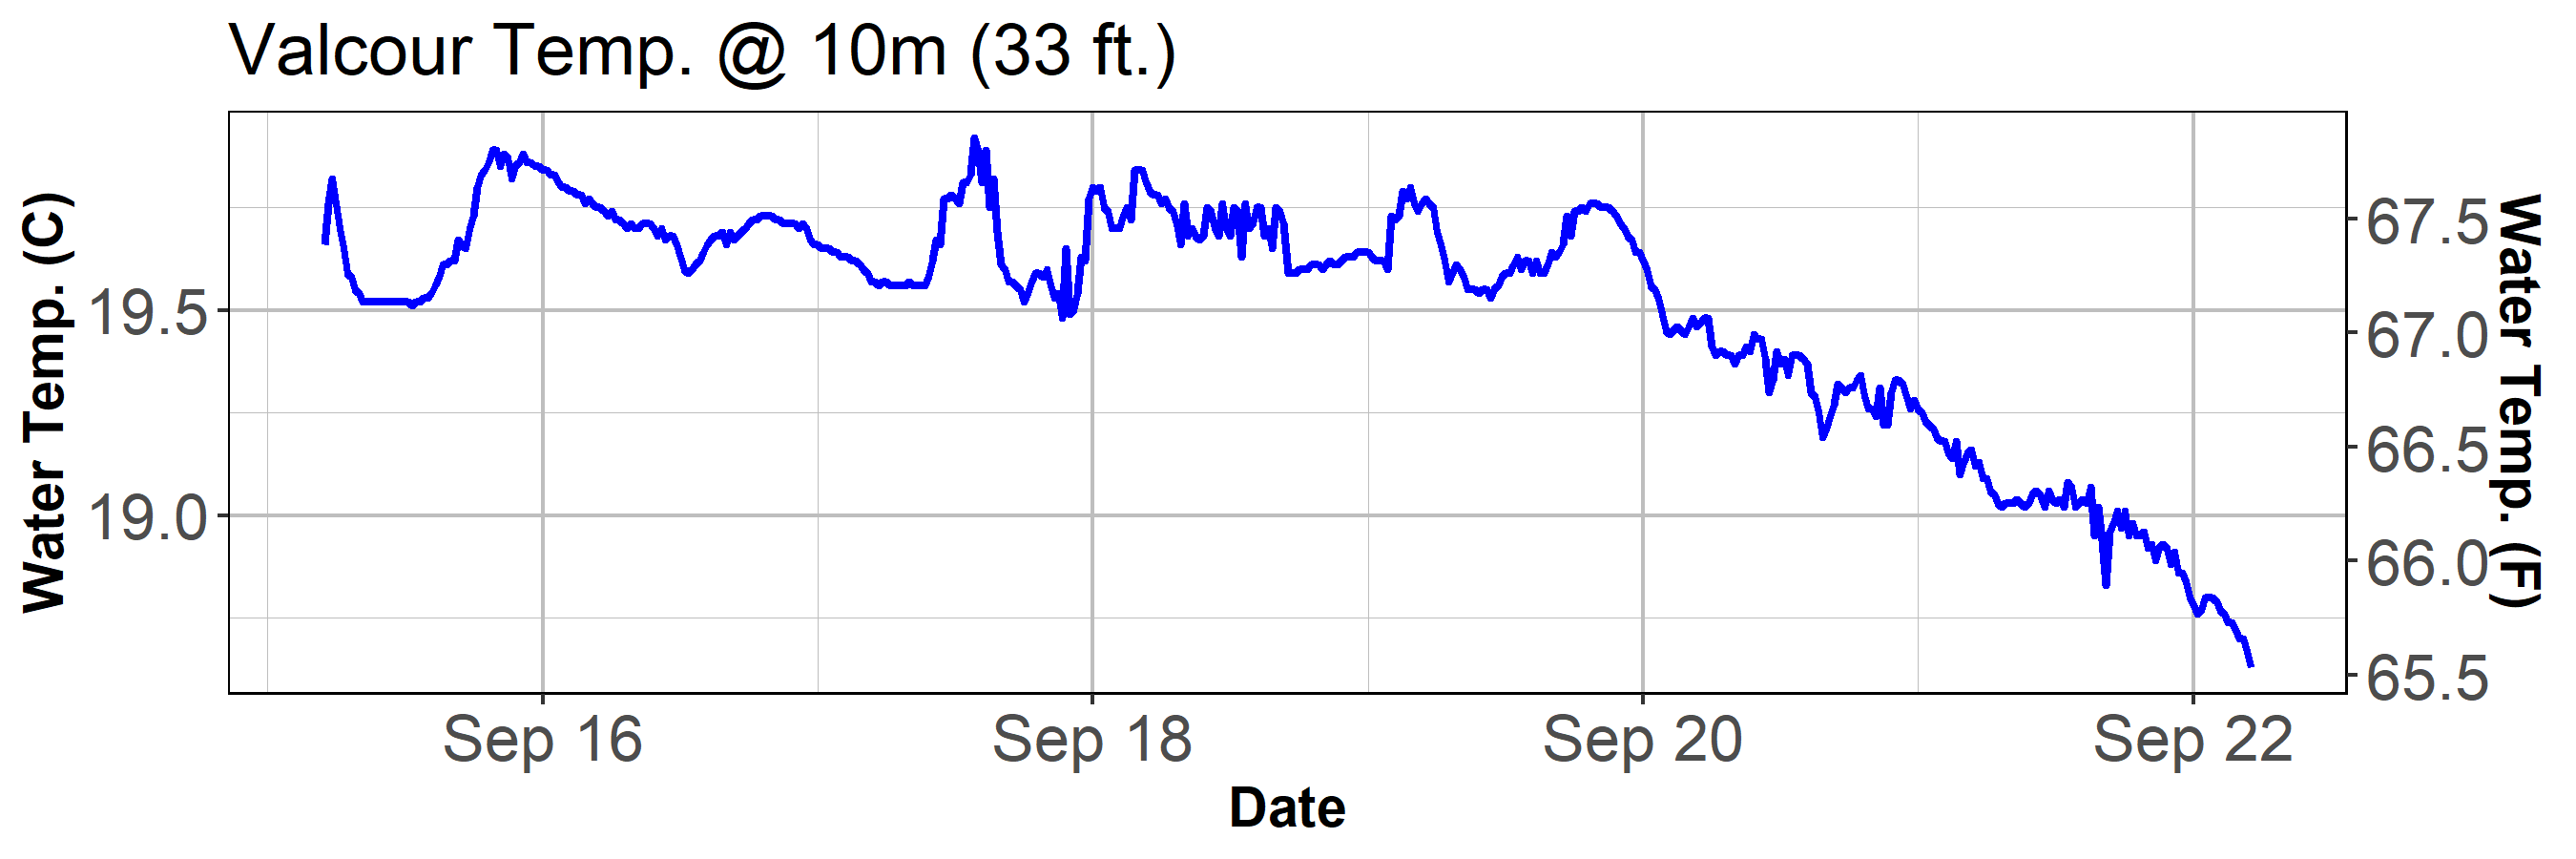 Valcour Temp. @ 10m (33 ft.)
Water Temp. (C)
19.5
19.0
67.5
67.0
66.5
66.0
65.5
Water Temp. (F)
Sep 16 Sep 18 Sep 20 Sep 22
Date